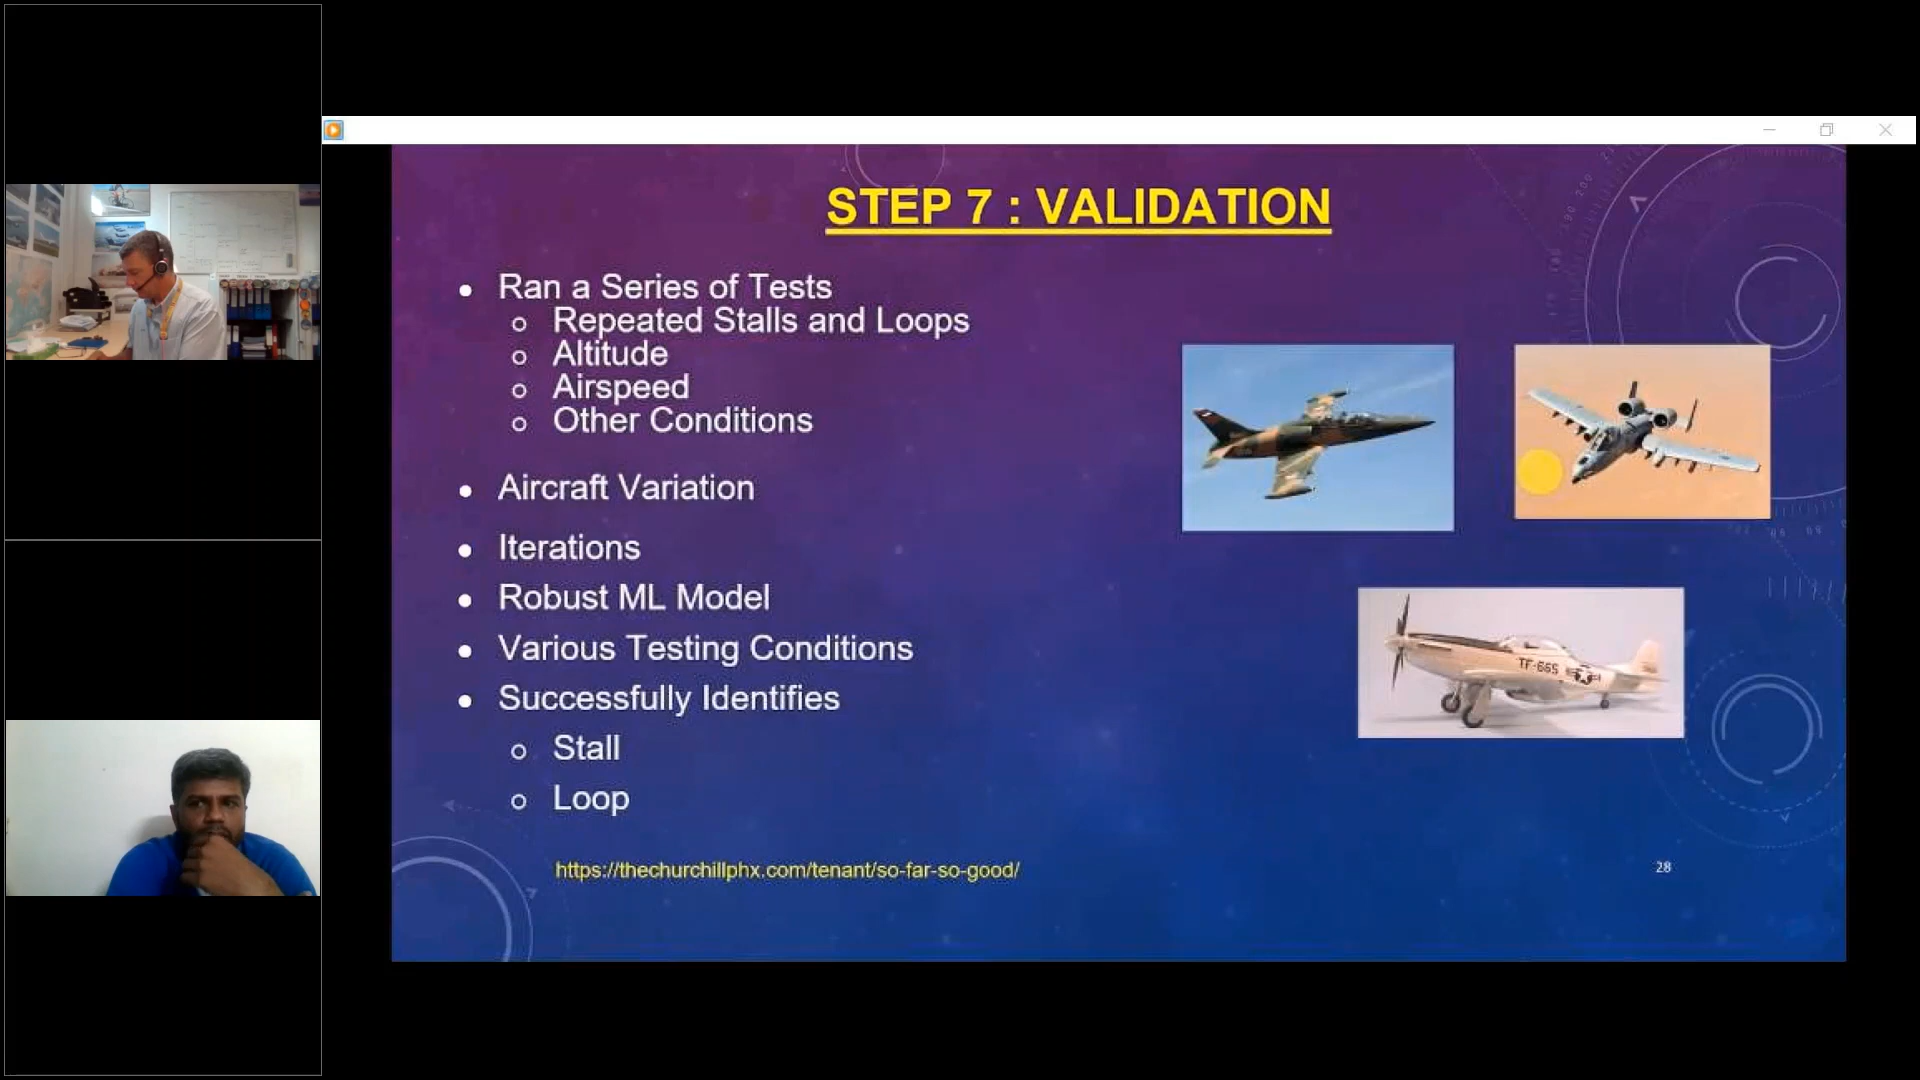 STEP 7 : VALIDATION
Ran a Series of Tests
Repeated Stalls and Loops
Altitude
Airspeed
Other Conditions
Aircraft Variation
Iterations
Robust ML Model
Various Testing Conditions
Successfully Identifies
Stall
Loop
TF-665
https://thechurchillphx.com/tenant/so-far-so-good/
28